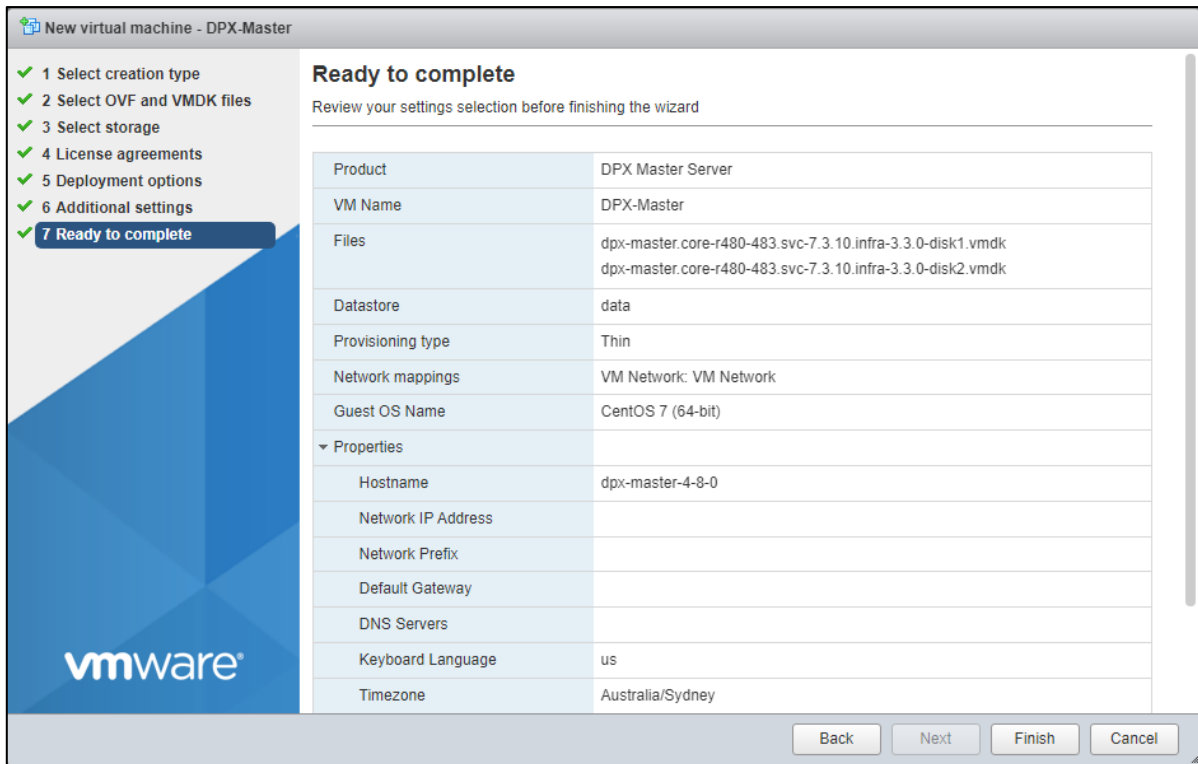 New virtual machine - DPX-Master
1 Select creation type
2 Select OVF and VMDK files
3 Select storage
4 License agreements
5 Deployment options
6 Additional settings
7 Ready to complete
vmware®
Ready to complete
Review your settings selection before finishing the wizard
Product DPX Master Server
VM Name DPX-Master
Files dpx-master.core-r480-483.svc-7.3.10.infra-3.3.0-disk1.vmdk
dpx-master.core-r480-483.svc-7.3.10.infra-3.3.0-disk2.vmdk
Datastore data
Provisioning type Thin
Network mappings VM Network: VM Network
Guest OS Name CentOS 7 (64-bit)
Properties
Hostname dpx-master-4-8-0
Network IP Address
Network Prefix
Default Gateway
DNS Servers
Keyboard Language us
Timezone Australia/Sydney
Back Next Finish Cancel